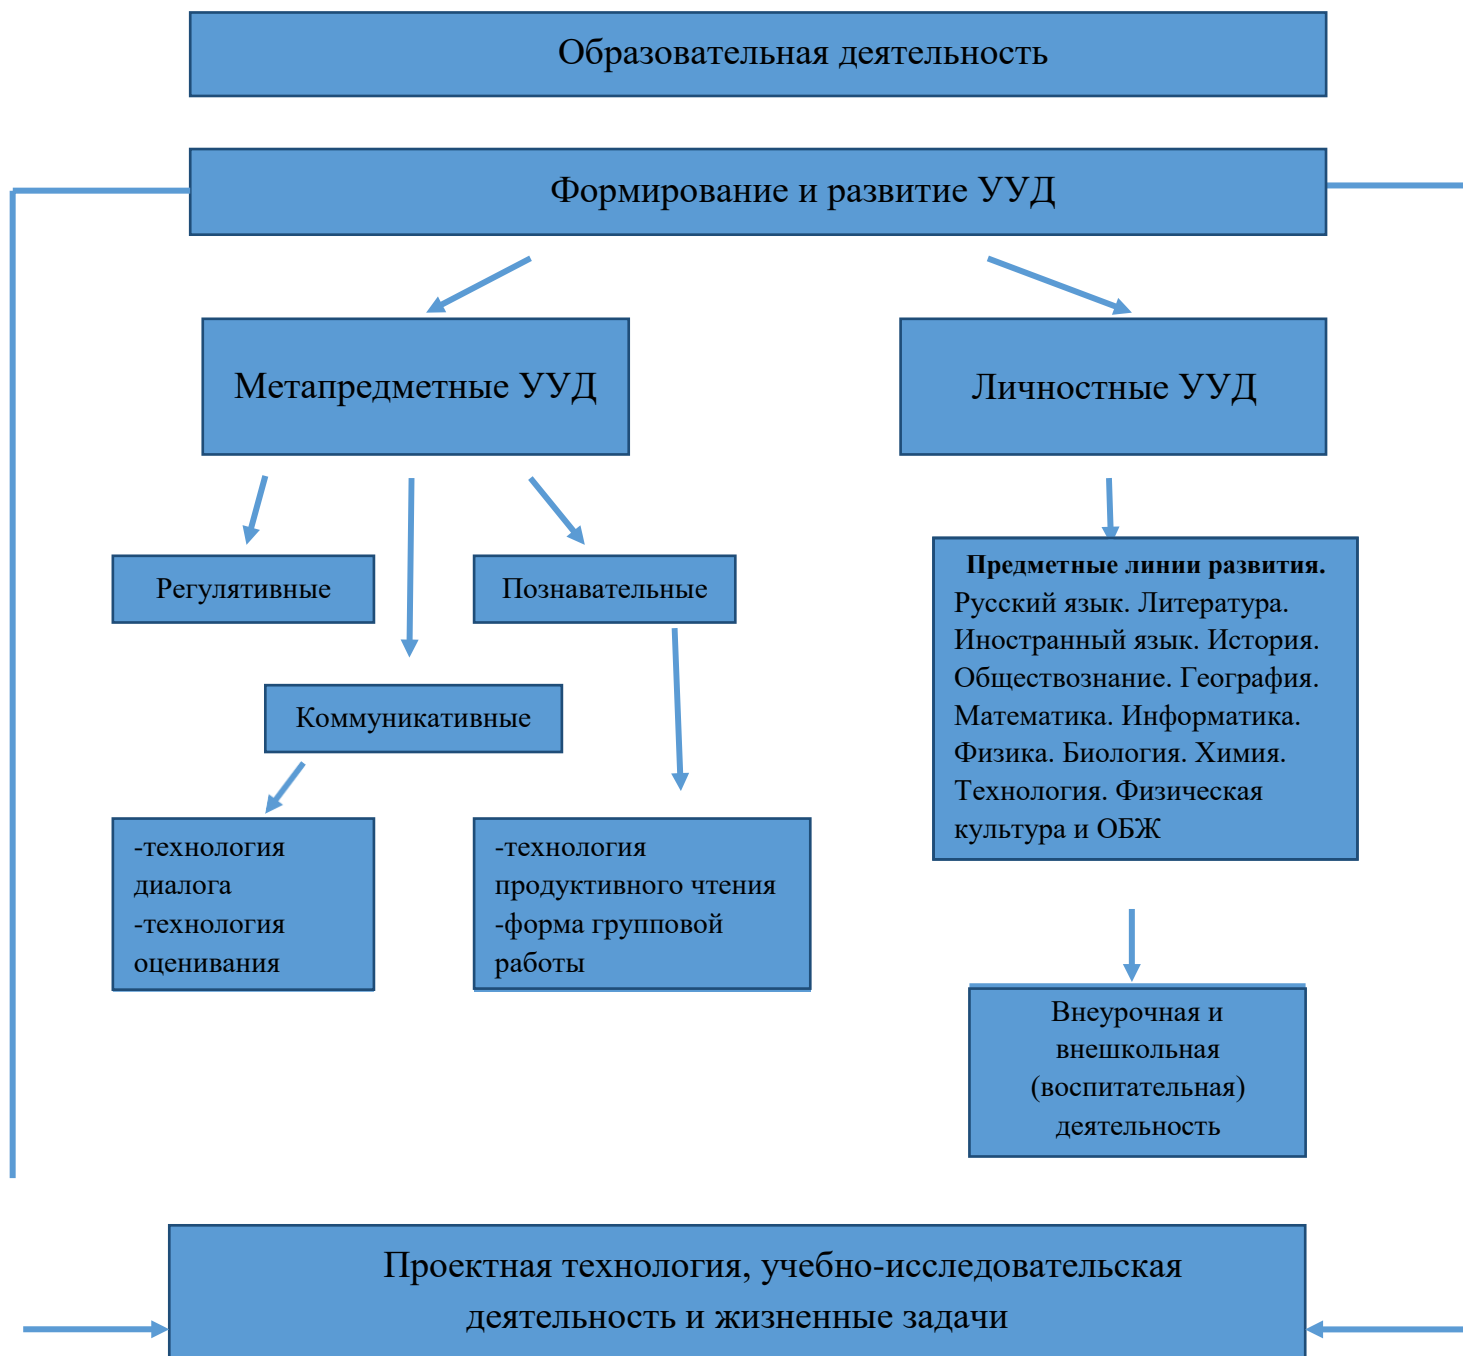 Образовательная деятельность
Формирование и развитие УУД
Метапредметные УУД
Личностные УУД
Регулятивные
Познавательные
Коммуникативные
Предметные линии развития.
Русский язык. Литература.
Иностранный язык. История.
Обществознание. География.
Математика. Информатика.
Физика. Биология. Химия.
Технология. Физическая
культура и ОБЖ
-технология
диалога
-технология
оценивания
-технология
продуктивного чтения
-форма групповой
работы
Внеурочная и
внешкольная
(воспитательная)
деятельность
Проектная технология, учебно-исследовательская
деятельность и жизненные задачи